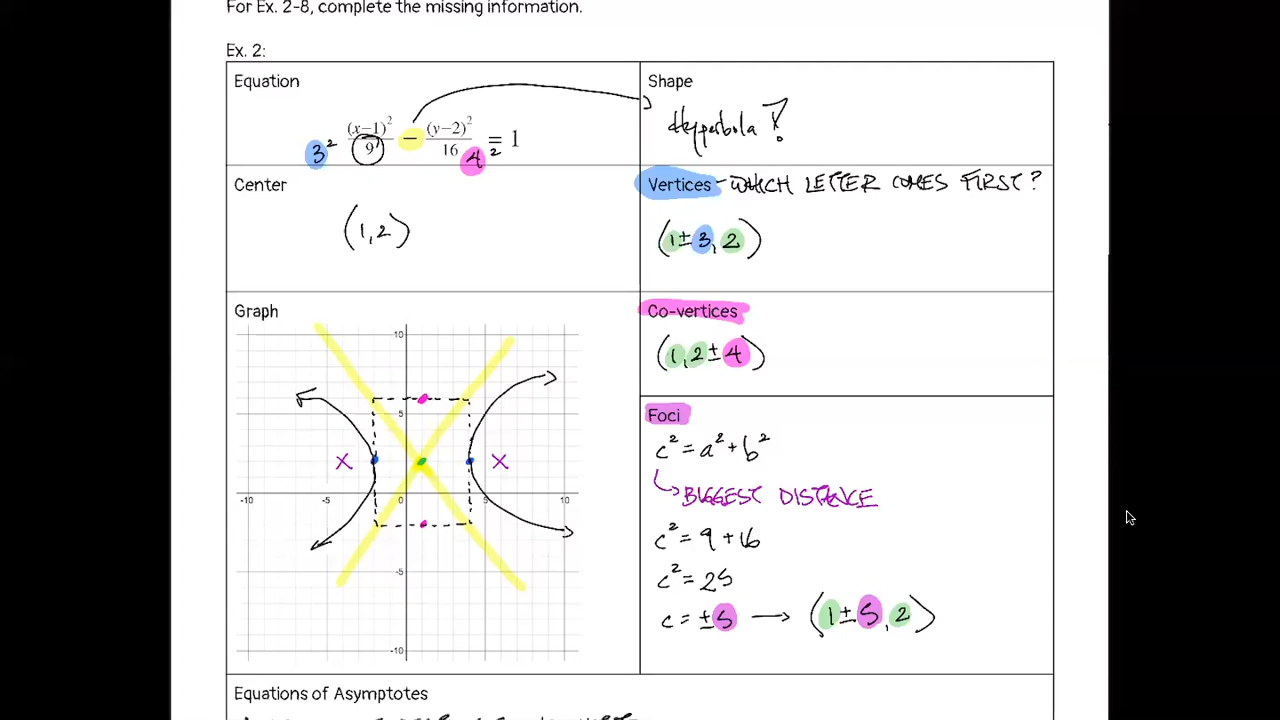 For Ex. 2-8, complete the missing information.
Ex. 2:
Equation
3² (x−1)²/9 − (y−2)²/16 = 1
4²
Shape
Hyperbola!
Center
(1,2)
Vertices - WHICH LETTER COMES FIRST?
(1±3, 2)
Co-vertices
(1, 2±4)
Graph
10
5
-10 -5 0 5 10
-5
-10
X X
Foci
c² = a² + b²
BIGGEST DISTANCE
c² = 9 + 16
c² = 25
c = ±5 → (1±5, 2)
Equations of Asymptotes